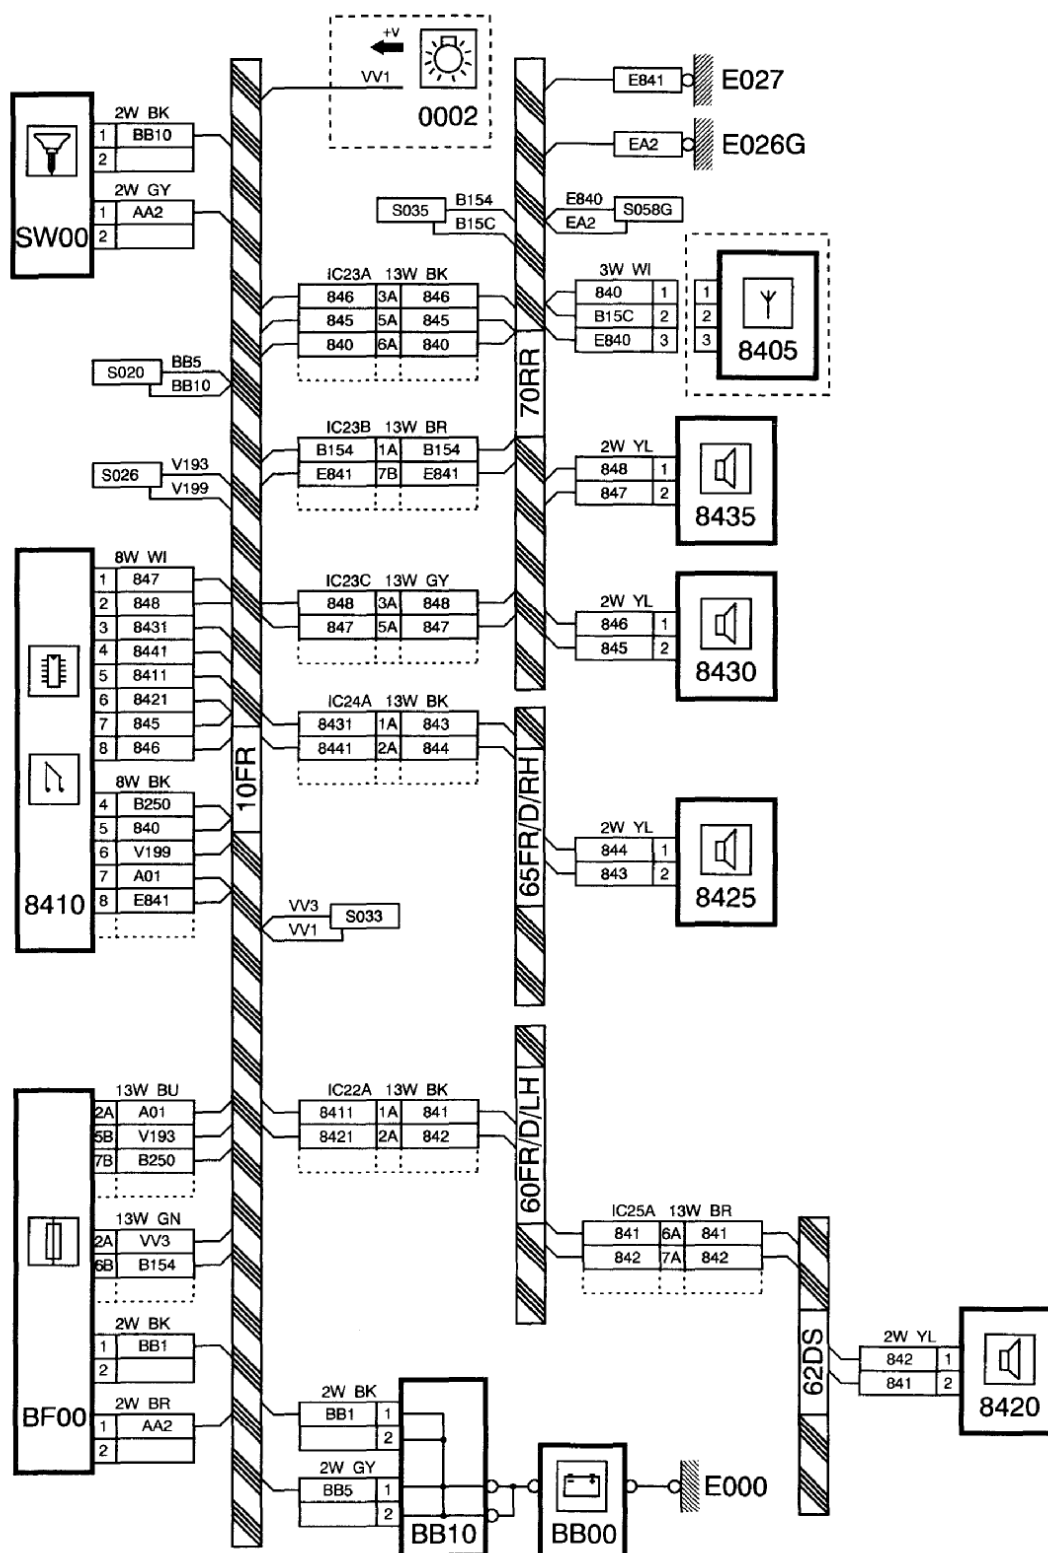 +V
VV1
0002
E841 E027
EA2 E026G
2W BK
1 BB10
2
2W GY
1 AA2
2
SW00
S035 B154
B15C
E840 S058G
EA2
IC23A 13W BK
846 3A 846
845 5A 845
840 6A 840
3W WI
840 1 1
B15C 2 2
E840 3 3
8405
S020 BB5
BB10
70RR
IC23B 13W BR
B154 1A B154
E841 7B E841
S026 V193
V199
2W YL
848 1
847 2
8435
8W WI
1 847
2 848
3 8431
4 8441
5 8411
6 8421
7 845
8 846
8W BK
4 B250
5 840
6 V199
7 A01
8 E841
8410
IC23C 13W GY
848 3A 848
847 5A 847
2W YL
846 1
845 2
8430
IC24A 13W BK
8431 1A 843
8441 2A 844
10FR
65FR/D/RH
2W YL
844 1
843 2
8425
VV3 S033
VV1
13W BU
2A A01
5B V193
7B B250
13W GN
2A VV3
6B B154
2W BK
1 BB1
2
2W BR
1 AA2
2
BF00
IC22A 13W BK
8411 1A 841
8421 2A 842
60FR/D/LH
IC25A 13W BR
841 6A 841
842 7A 842
62DS
2W YL
842 1
841 2
8420
2W BK
BB1 1
2
2W GY
BB5 1
2
BB10
BB00
E000